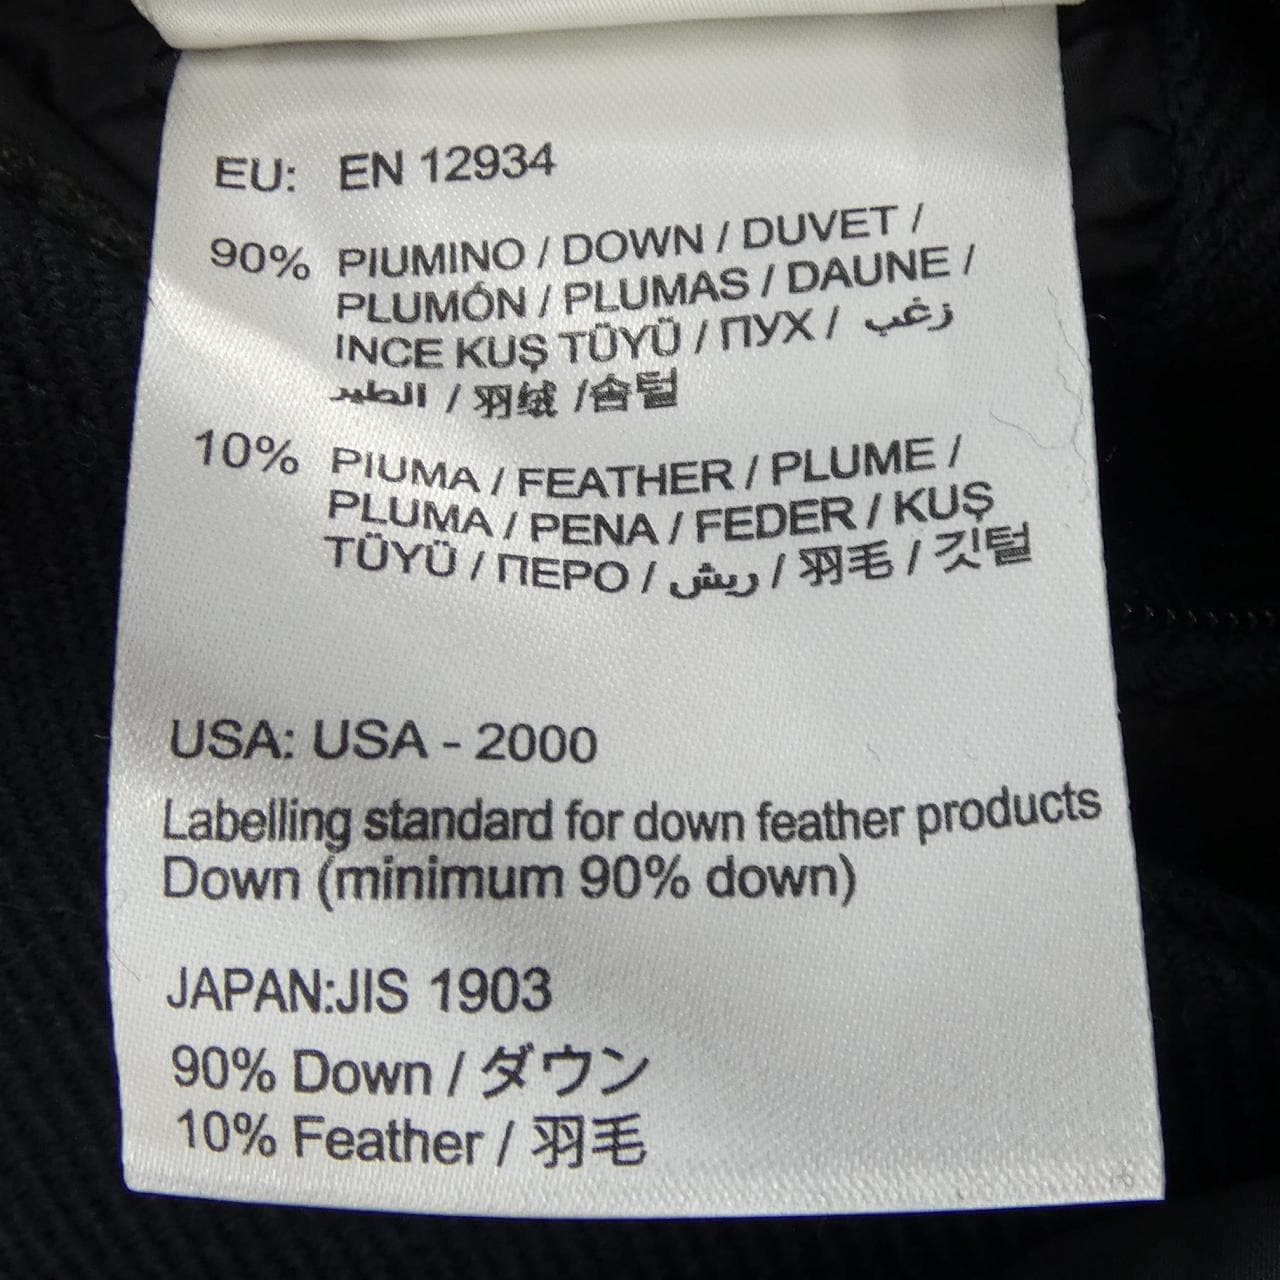 EU: EN 12934
90% PIUMINO / DOWN / DUVET /
PLUMÓN / PLUMAS / DAUNE /
INCE KUŞ TÜYÜ / ПУХ / زغب
الطير / 羽绒 /솜털
10% PIUMA / FEATHER / PLUME /
PLUMA / PENA / FEDER / KUŞ
TÜYÜ / ПЕРО / ريش / 羽毛 / 깃털
USA: USA - 2000
Labelling standard for down feather products
Down (minimum 90% down)
JAPAN:JIS 1903
90% Down / ダウン
10% Feather / 羽毛